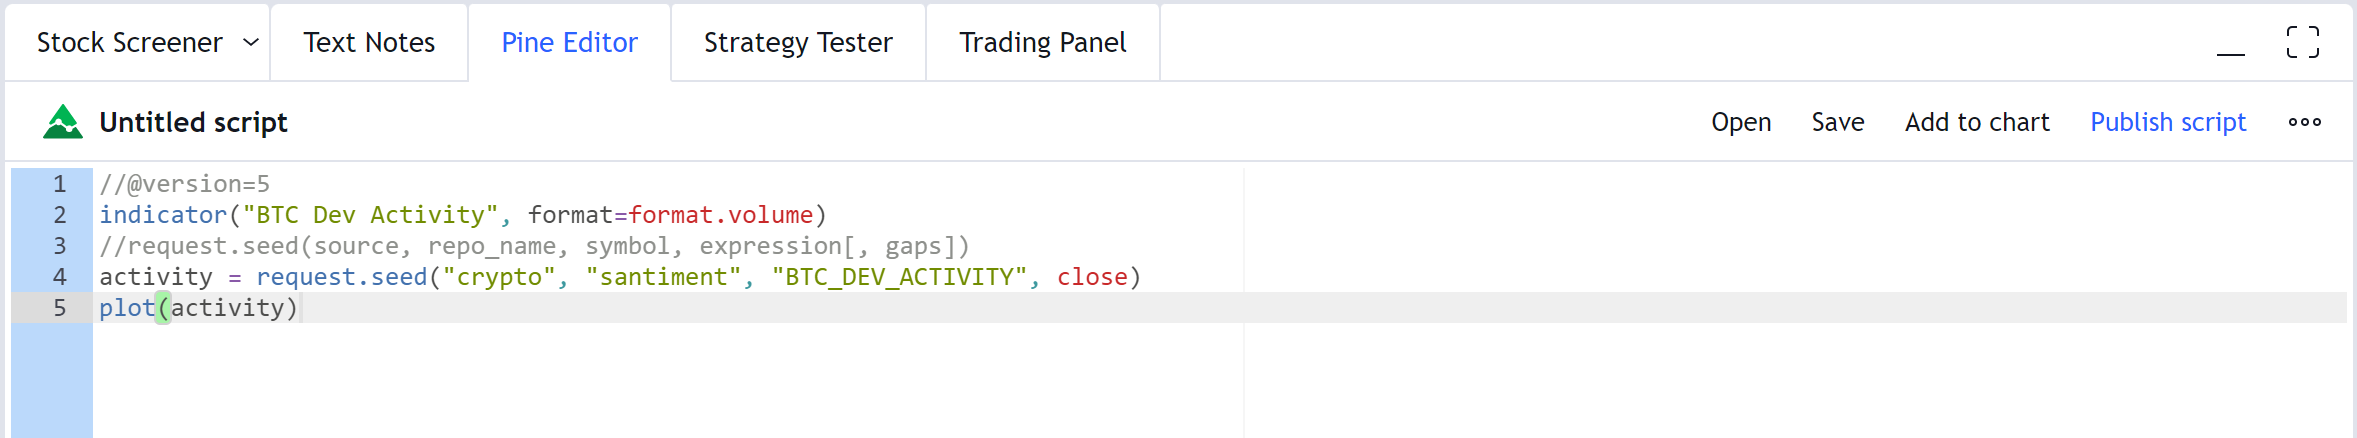 Stock Screener Text Notes Pine Editor Strategy Tester Trading Panel
Untitled script Open Save Add to chart Publish script
1 //@version=5
2 indicator("BTC Dev Activity", format=format.volume)
3 //request.seed(source, repo_name, symbol, expression[, gaps])
4 activity = request.seed("crypto", "santiment", "BTC_DEV_ACTIVITY", close)
5 plot(activity)